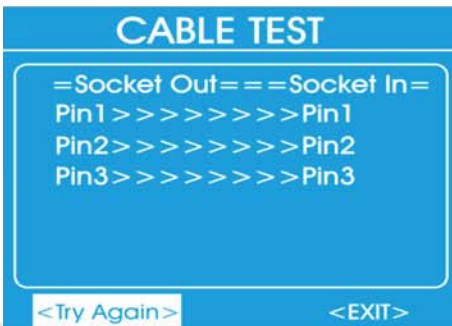 CABLE TEST
=Socket Out===Socket In=
Pin1>>>>>>>>Pin1
Pin2>>>>>>>>Pin2
Pin3>>>>>>>>Pin3
<Try Again> <EXIT>